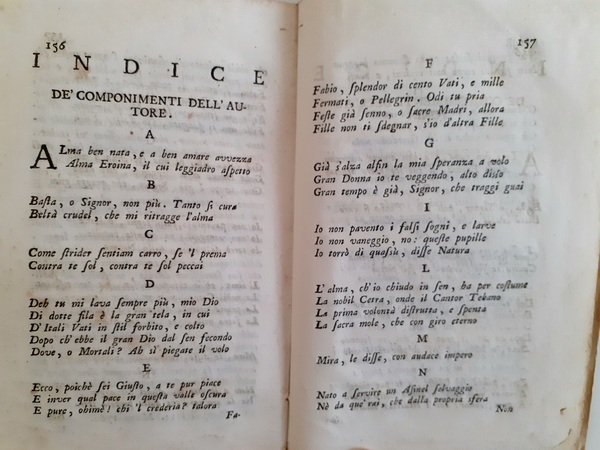 156
INDICE
DE' COMPONIMENTI DELL' AU-
TORE.
A
ALma ben nata, e a ben amare avvezza
Alma Eroina, il cui leggiadro aſpetto
B
Baſta, o Signor, non più. Tanto ſi cura
Beltà crudel, che mi ritragge l'alma
C
Come ſtrider ſentiam carro, ſe 'l prema
Contra te ſol, contra te ſol peccai
D
Deh tu mi lava ſempre più, mio Dio
Di dotte fila è la gran tela, in cui
D' Itali Vati in ſtil forbito, e colto
Dopo ch' ebbe il gran Dio dal ſen fecondo
Dove, o Mortali? Ah sì piegate il volo
E
Ecco, poichè ſei Giuſto, a te pur piace
E inver qual pace in queſta valle oſcura
E pure, ohimè! chi 'l crederia? talora
Fa-
157
F
Fabio, ſplendor di cento Vati, e mille
Fermati, o Pellegrin. Odi tu pria
Feſte già ſenno, o ſacre Madri, allora
Fille non ti ſdegnar, s'io d'altra Fille
G
Già s'alza alfin la mia ſperanza a volo
Gran Donna io te veggendo, alto diſſo
Gran tempo è già, Signor, che traggi guai
I
Io non pavento i falſi ſogni, e larve
Io non vaneggio, no: queſte pupille
Io torrò di quaſsù, diſſe Natura
L
L' alma, ch'io chiudo in ſen, ha per coſtume
La nobil Cetra, onde il Cantor Tebano
La prima volontà diſtrutta, e ſpenta
La ſacra mole, che con giro eterno
M
Mira, le diſſe, con audace impero
N
Nato a ſervire un Aſinel ſelvaggio
Nè da que' rai, che dalla propria sfera
Non